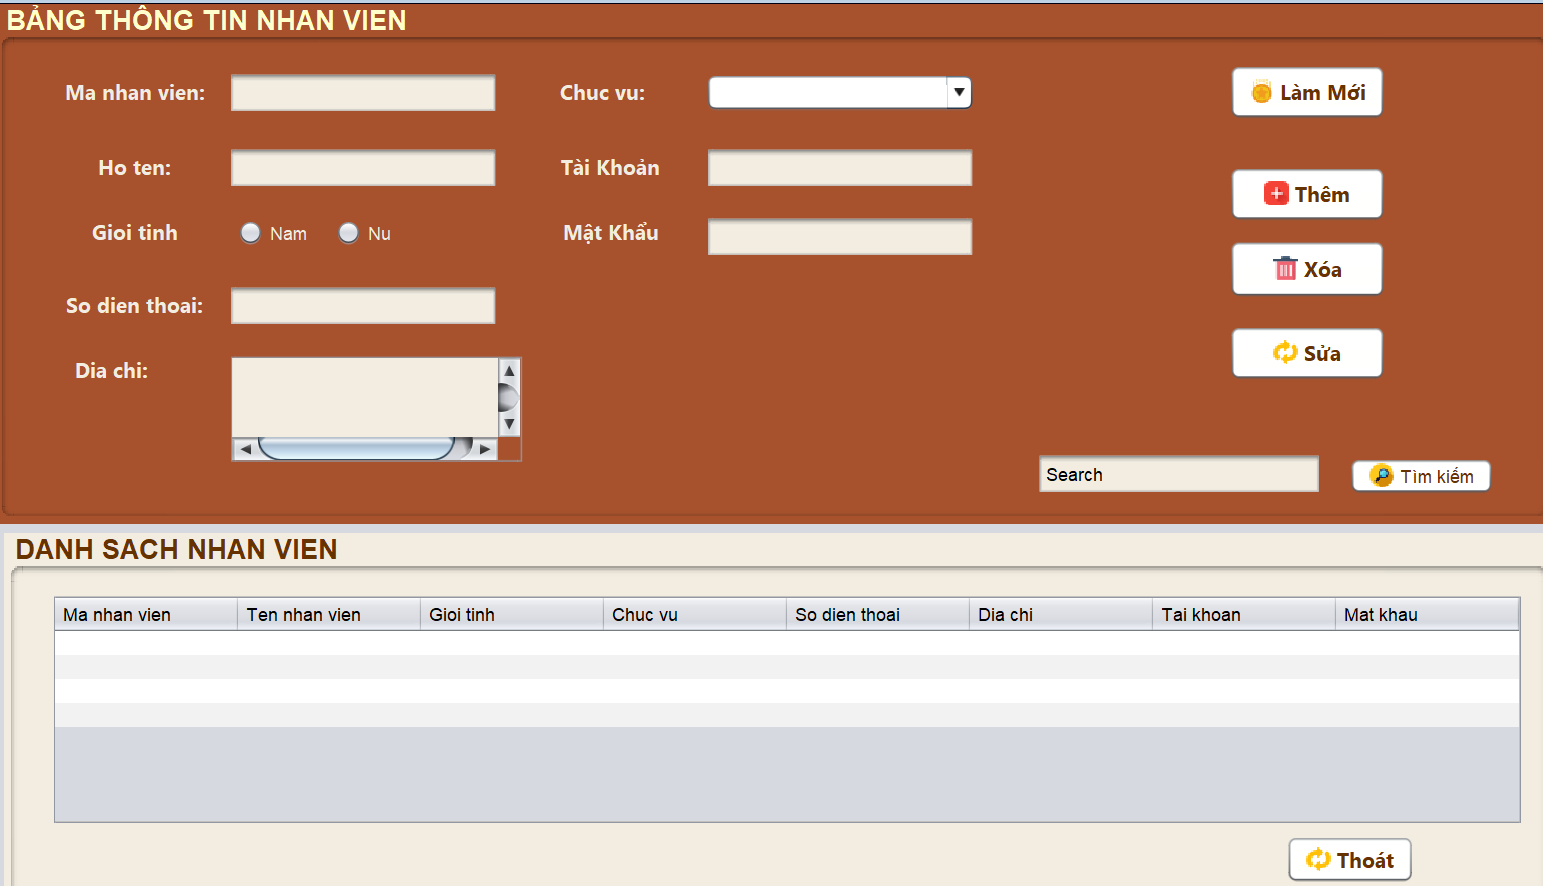 BẢNG THÔNG TIN NHAN VIEN
Ma nhan vien:
Chuc vu:
Làm Mới
Ho ten:
Tài Khoản
Thêm
Gioi tinh
Nam
Nu
Mật Khẩu
Xóa
So dien thoai:
Sửa
Dia chi:
Search
Tìm kiếm
DANH SACH NHAN VIEN
Ma nhan vien Ten nhan vien Gioi tinh Chuc vu So dien thoai Dia chi Tai khoan Mat khau
Thoát